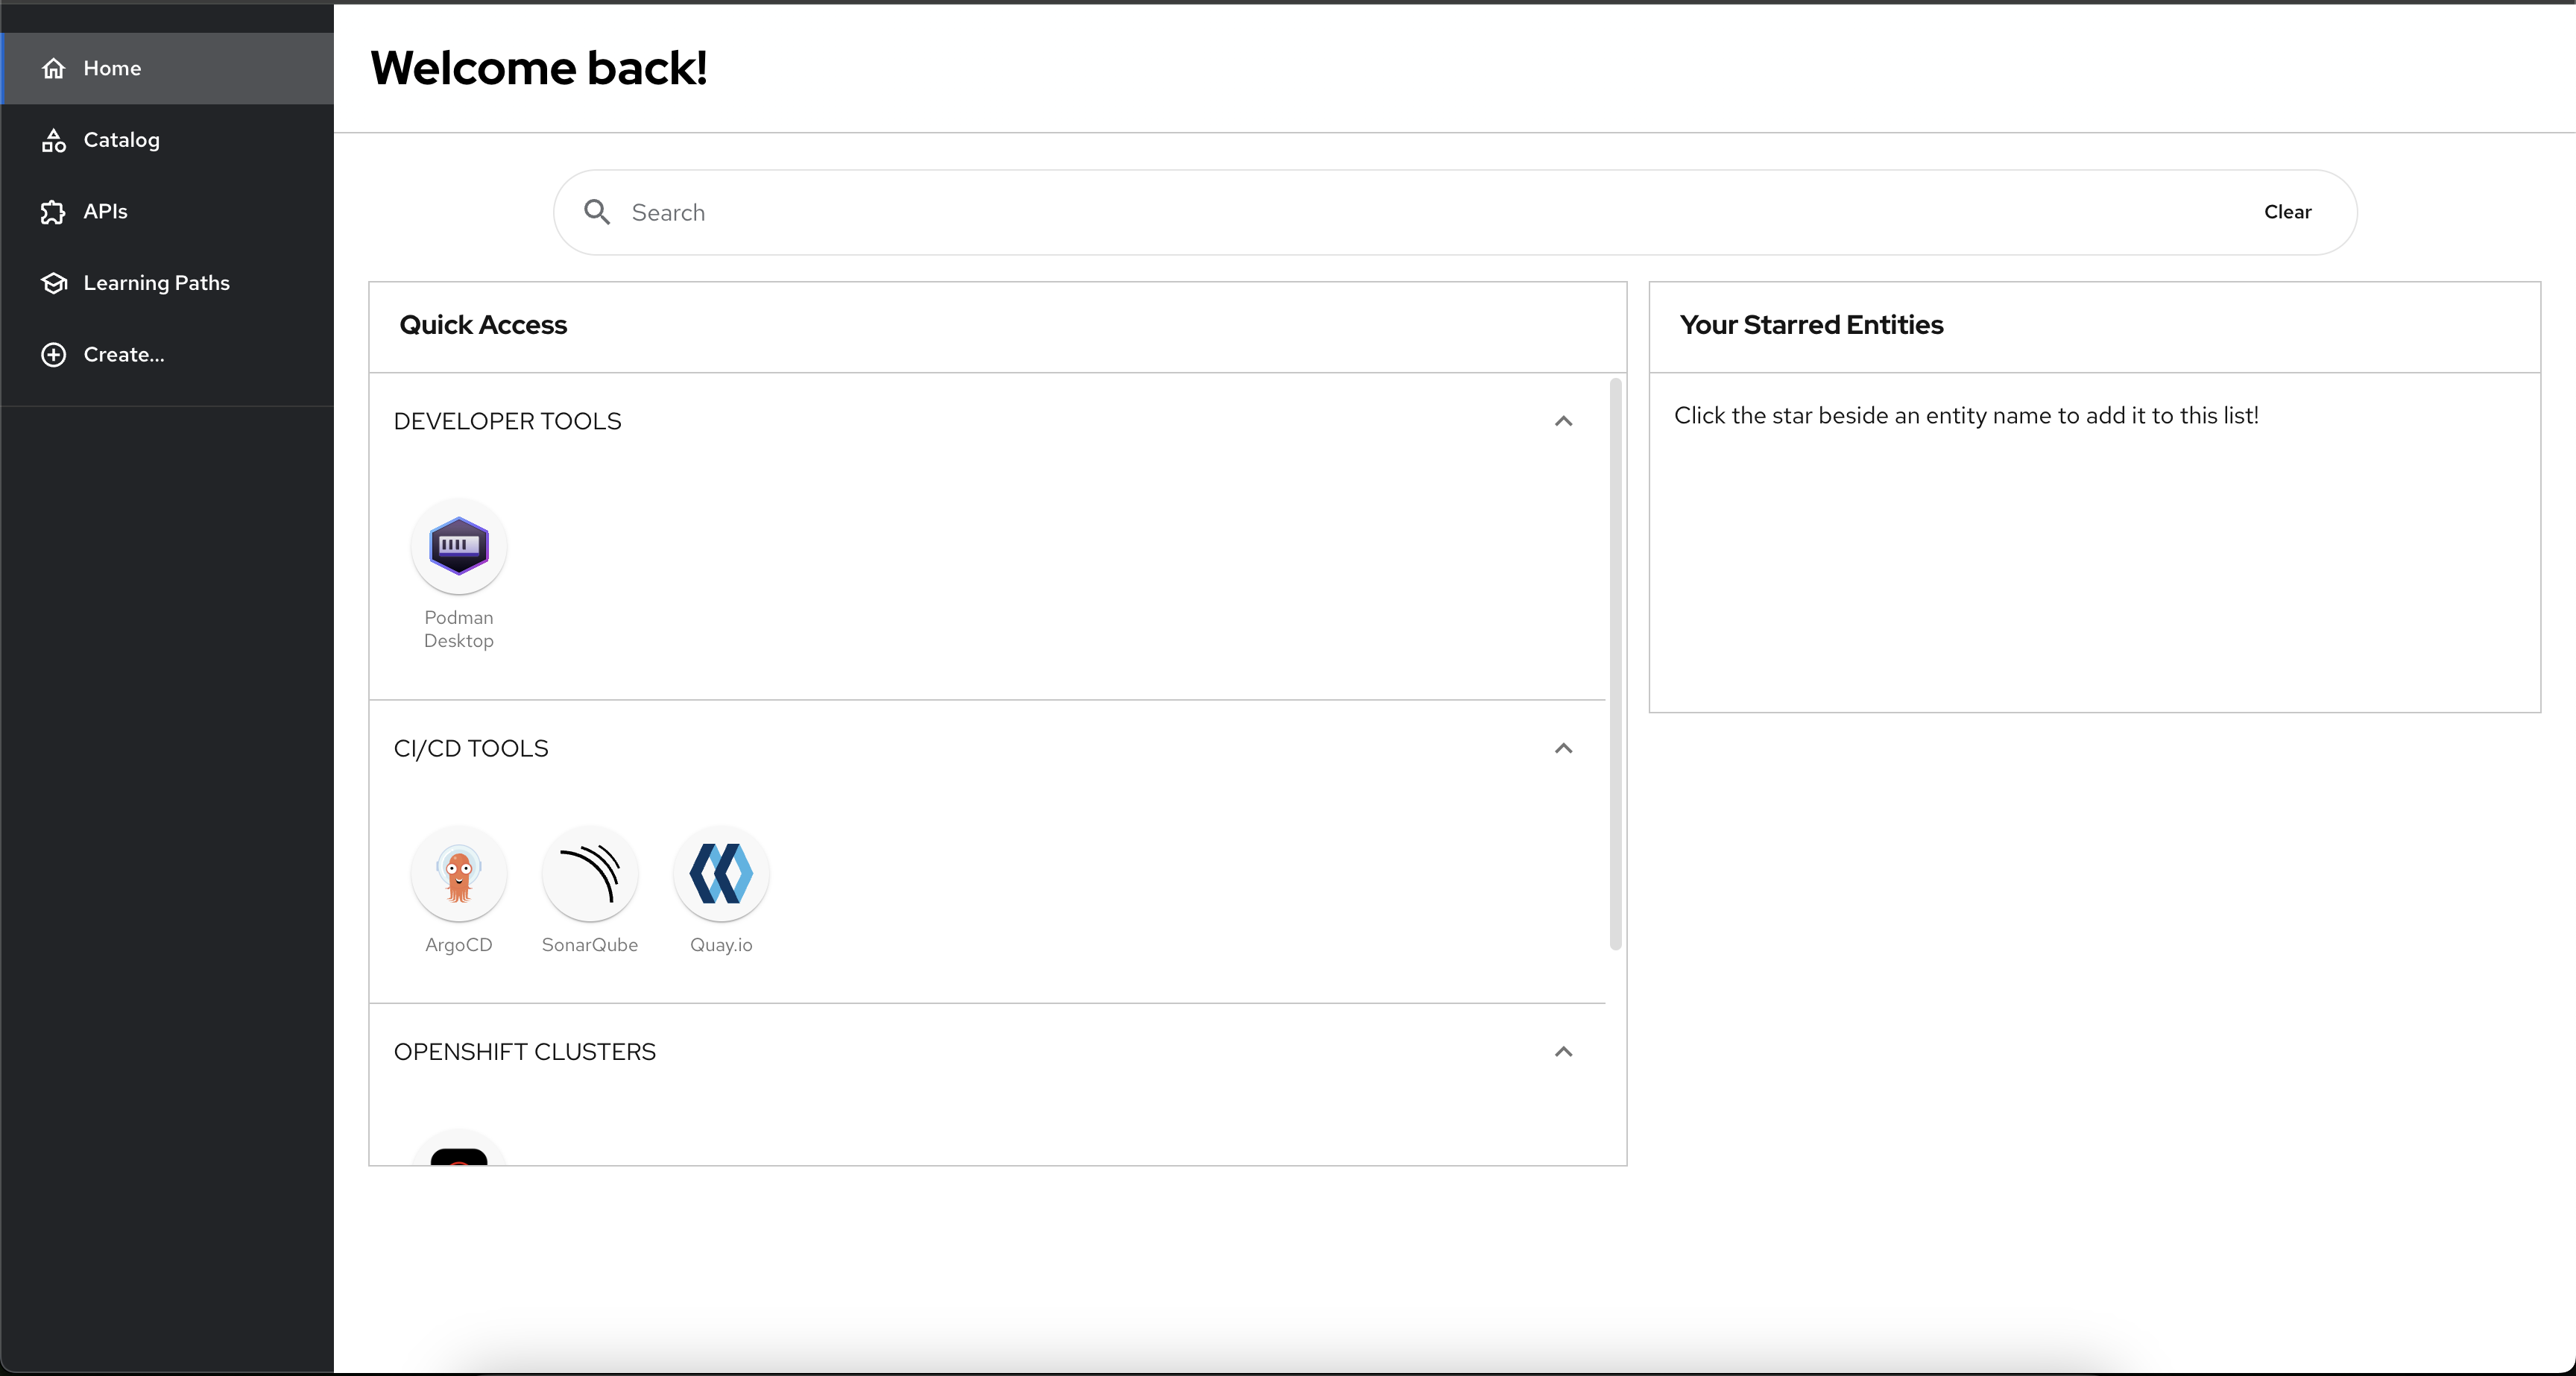 Home
Catalog
APIs
Learning Paths
Create...
Welcome back!
Search
Clear
Quick Access
DEVELOPER TOOLS
Podman
Desktop
CI/CD TOOLS
ArgoCD
SonarQube
Quay.io
OPENSHIFT CLUSTERS
Your Starred Entities
Click the star beside an entity name to add it to this list!